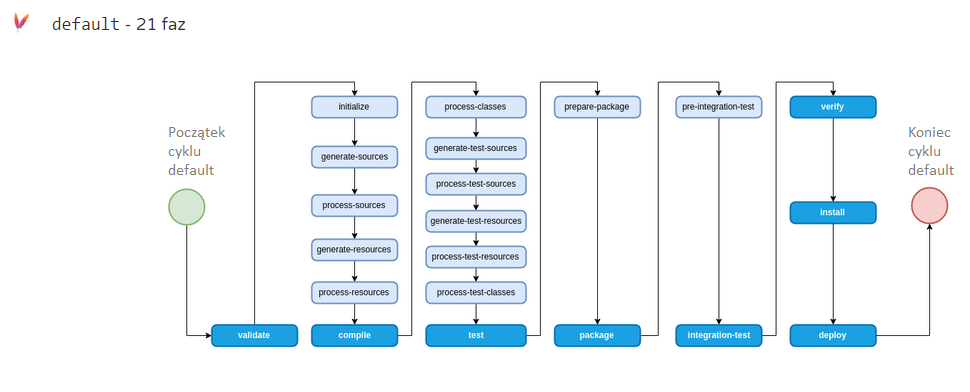 default - 21 faz
Początek
cyklu
default
validate
initialize
generate-sources
process-sources
generate-resources
process-resources
compile
process-classes
generate-test-sources
process-test-sources
generate-test-resources
process-test-resources
process-test-classes
test
prepare-package
package
pre-integration-test
integration-test
verify
install
deploy
Koniec
cyklu
default